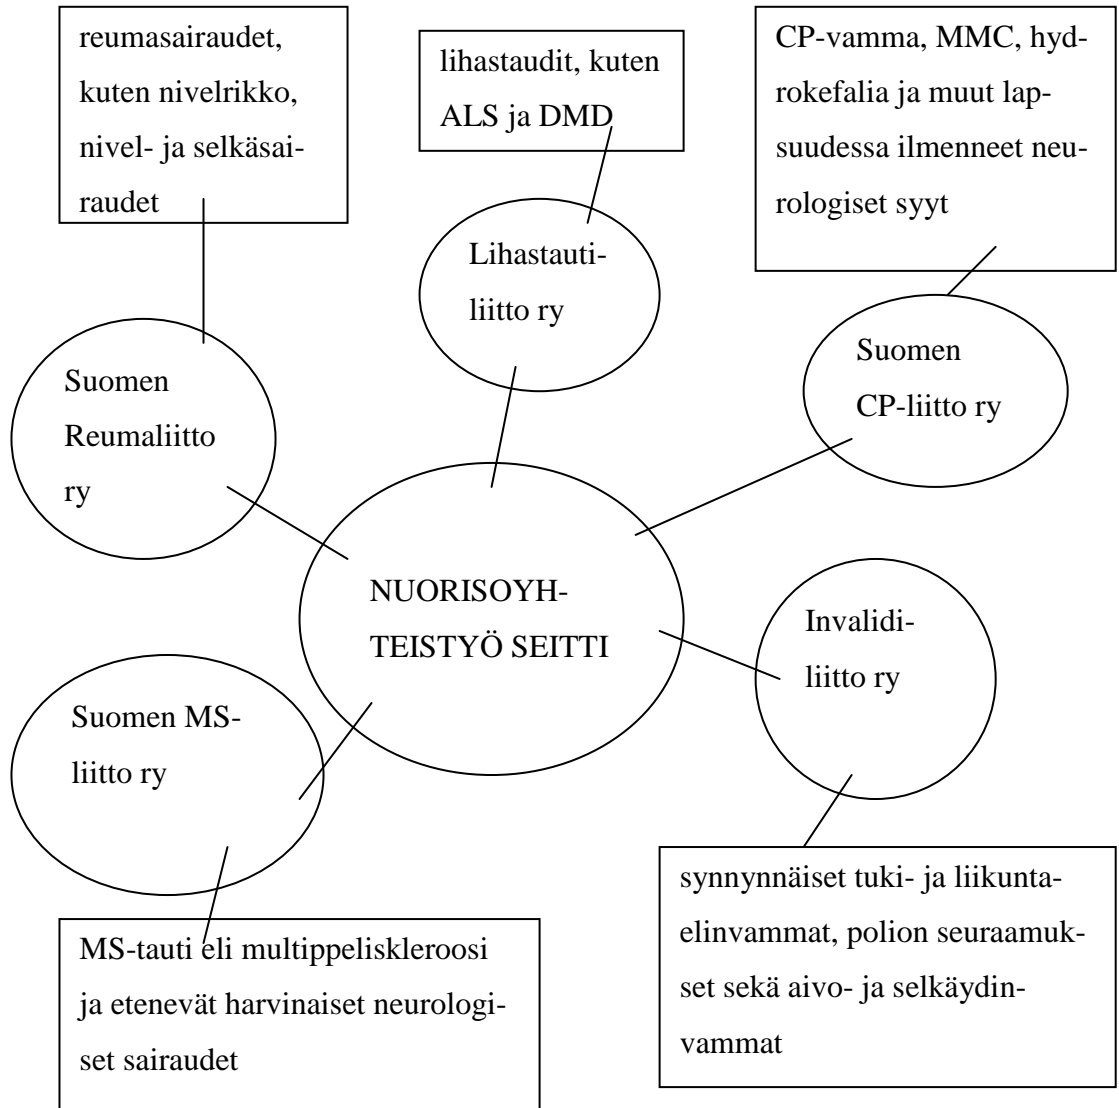 reumasairaudet,
kuten nivelrikko,
nivel- ja selkäsai-
raudet
lihastaudit, kuten
ALS ja DMD
CP-vamma, MMC, hyd-
rokefalia ja muut lap-
suudessa ilmenneet neu-
rologiset syyt
Lihastauti-
liitto ry
Suomen
Reumaliitto
ry
Suomen
CP-liitto ry
NUORISOYH-
TEISTYÖ SEITTI
Invalidi-
liitto ry
Suomen MS-
liitto ry
MS-tauti eli multippeliskleroosi
ja etenevät harvinaiset neurologi-
set sairaudet
synnynnäiset tuki- ja liikunta-
elinvammat, polion seuraamuk-
set sekä aivo- ja selkäydin-
vammat